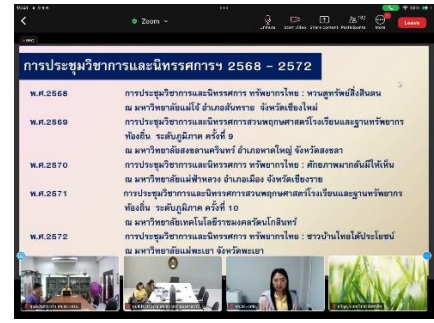 Zoom
Unmute
Start Video
Share content
Participants
More
Leave
การประชุมวิชาการและนิทรรศการฯ 2568 – 2572
พ.ศ.2568 การประชุมวิชาการและนิทรรศการ ทรัพยากรไทย : หวนดูทรัพย์สิ่งสินตน
ณ มหาวิทยาลัยแม่โจ้ อำเภอสันทราย จังหวัดเชียงใหม่
พ.ศ.2569 การประชุมวิชาการและนิทรรศการสวนพฤกษศาสตร์โรงเรียนและฐานทรัพยากร
ท้องถิ่น ระดับภูมิภาค ครั้งที่ 9
ณ มหาวิทยาลัยสงขลานครินทร์ อำเภอหาดใหญ่ จังหวัดสงขลา
พ.ศ.2570 การประชุมวิชาการและนิทรรศการ ทรัพยากรไทย : ศักยภาพมากล้นมีให้เห็น
ณ มหาวิทยาลัยแม่ฟ้าหลวง อำเภอเมือง จังหวัดเชียงราย
พ.ศ.2571 การประชุมวิชาการและนิทรรศการสวนพฤกษศาสตร์โรงเรียนและฐานทรัพยากร
ท้องถิ่น ระดับภูมิภาค ครั้งที่ 10
ณ มหาวิทยาลัยเทคโนโลยีราชมงคลรัตนโกสินทร์
พ.ศ.2572 การประชุมวิชาการและนิทรรศการ ทรัพยากรไทย : ชาวบ้านไทยได้ประโยชน์
ณ มหาวิทยาลัยแม่พะเยา จังหวัดพะเยา